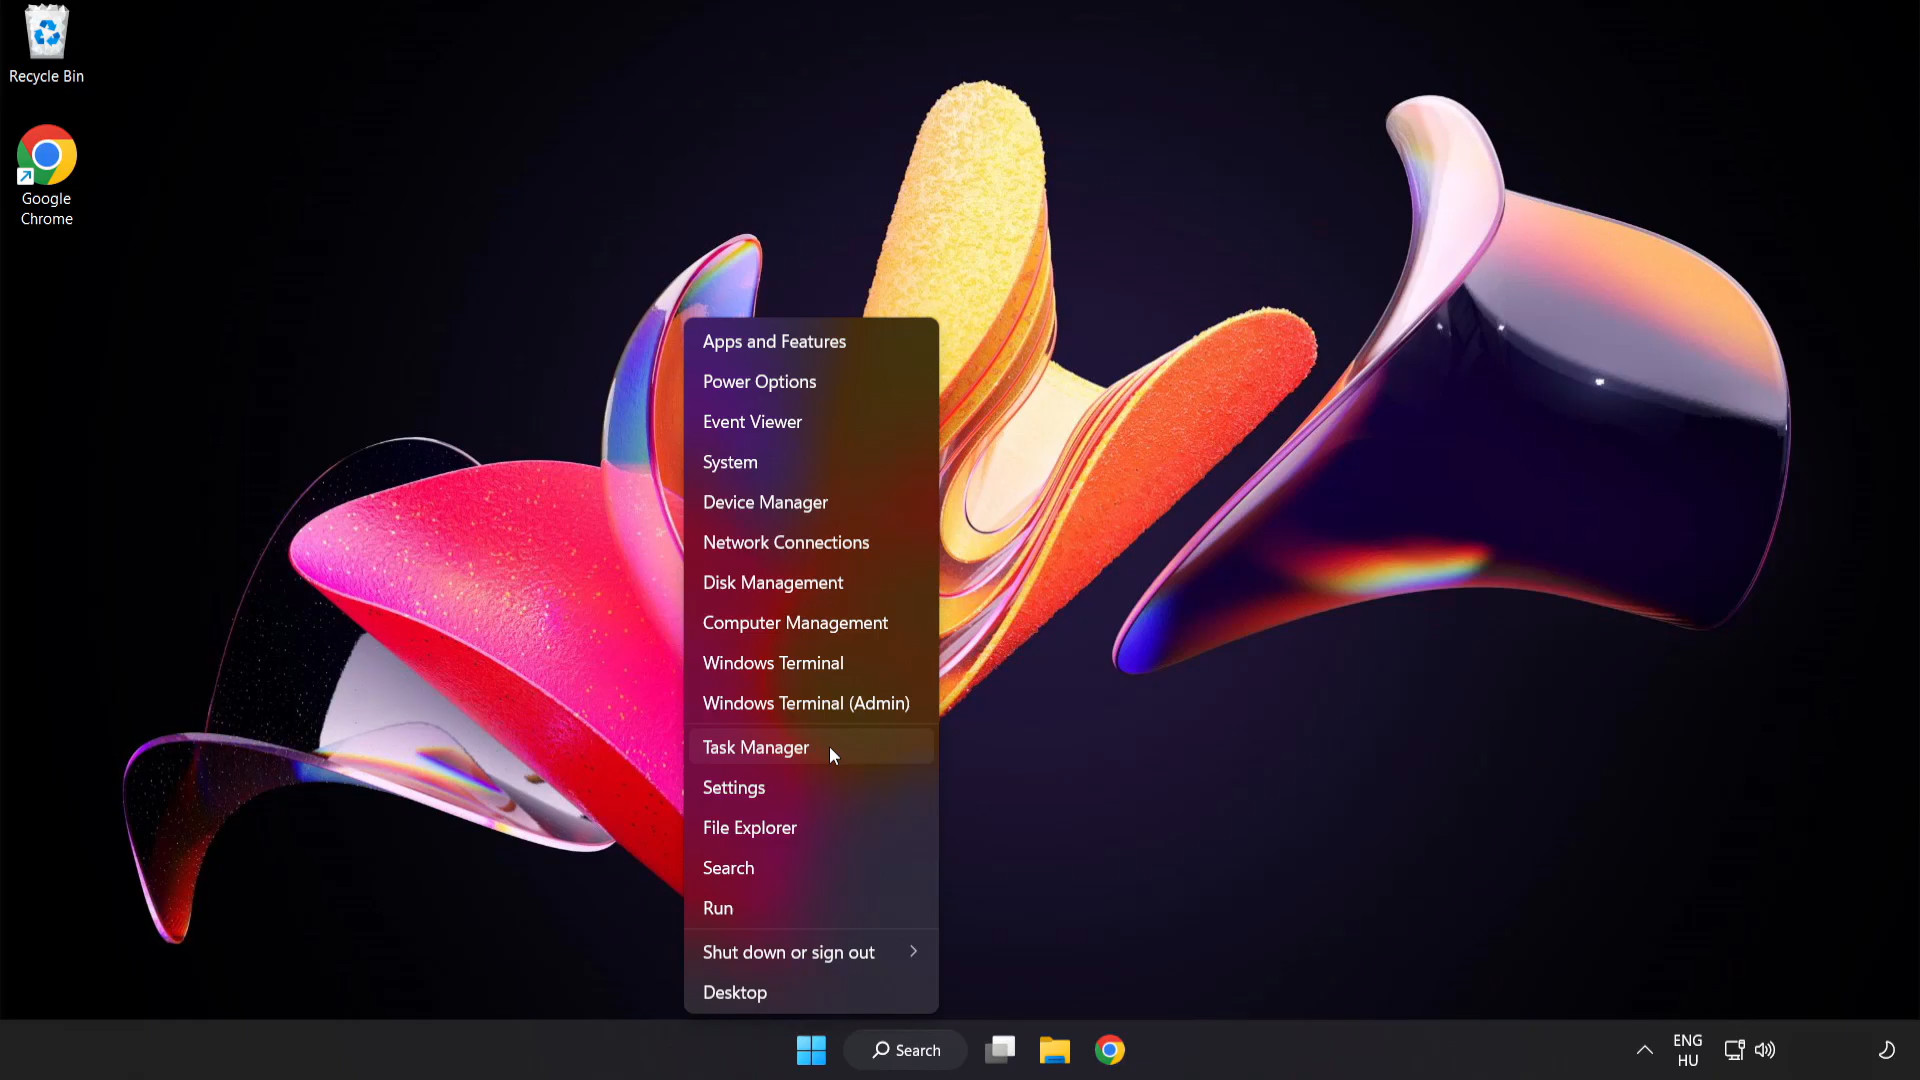 Recycle Bin
Google
Chrome
Apps and Features
Power Options
Event Viewer
System
Device Manager
Network Connections
Disk Management
Computer Management
Windows Terminal
Windows Terminal (Admin)
Task Manager
Settings
File Explorer
Search
Run
Shut down or sign out
Desktop
Search
ENG
HU